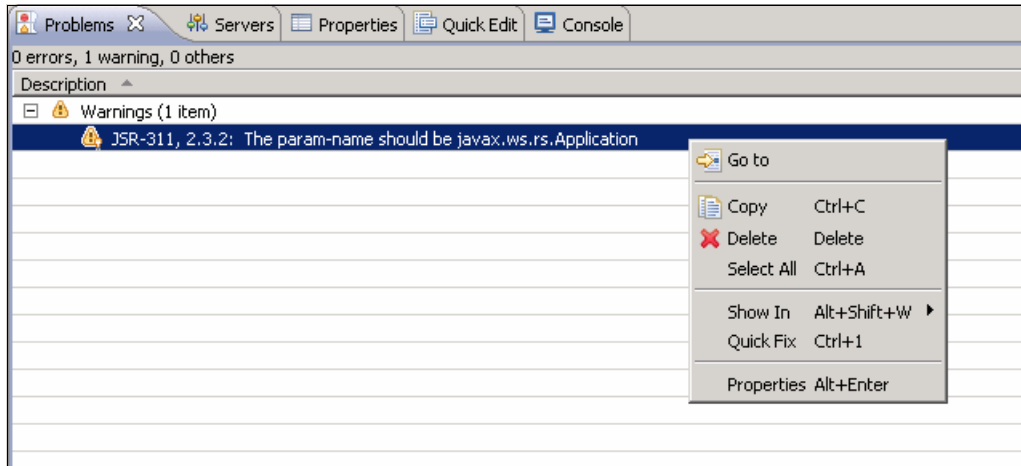 Problems Servers Properties Quick Edit Console
0 errors, 1 warning, 0 others
Description
Warnings (1 item)
JSR-311, 2.3.2: The param-name should be javax.ws.rs.Application
Go to
Copy Ctrl+C
Delete Delete
Select All Ctrl+A
Show In Alt+Shift+W
Quick Fix Ctrl+1
Properties Alt+Enter